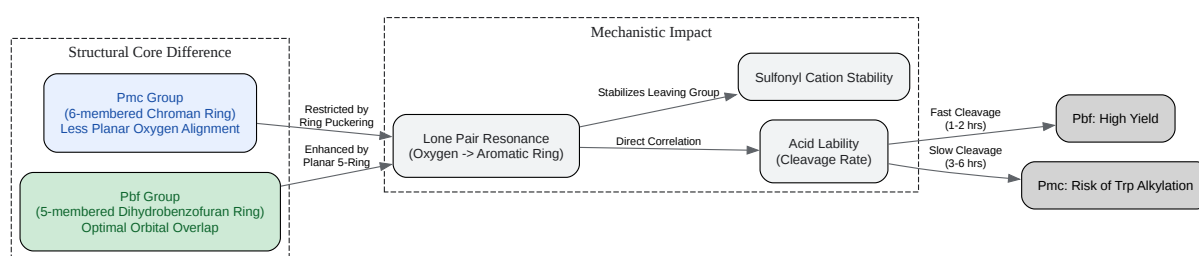 Structural Core Difference
Pmc Group
(6-membered Chroman Ring)
Less Planar Oxygen Alignment
Pbf Group
(5-membered Dihydrobenzofuran Ring)
Optimal Orbital Overlap
Restricted by
Ring Puckering
Enhanced by
Planar 5-Ring
Mechanistic Impact
Lone Pair Resonance
(Oxygen -> Aromatic Ring)
Stabilizes Leaving Group
Direct Correlation
Sulfonyl Cation Stability
Acid Lability
(Cleavage Rate)
Fast Cleavage
(1-2 hrs)
Slow Cleavage
(3-6 hrs)
Pbf: High Yield
Pmc: Risk of Trp Alkylation